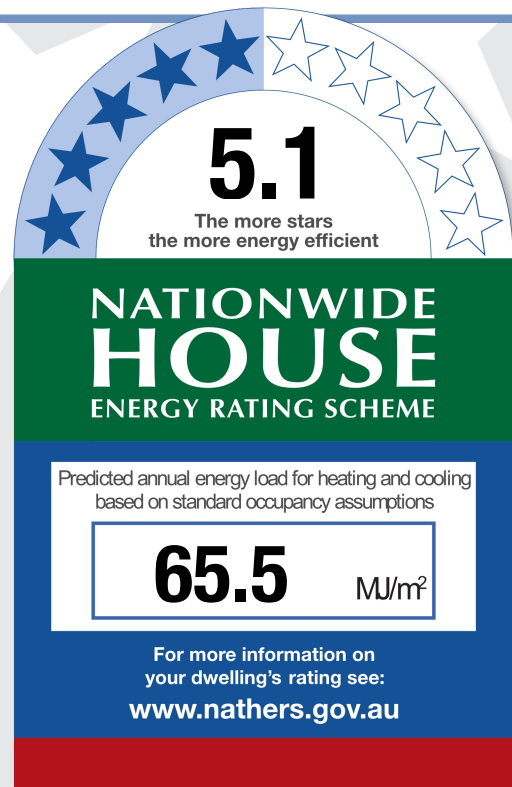 5.1
The more stars
the more energy efficient
NATIONWIDE
HOUSE
ENERGY RATING SCHEME
Predicted annual energy load for heating and cooling
based on standard occupancy assumptions
65.5 MJ/m²
For more information on
your dwelling's rating see:
www.nathers.gov.au